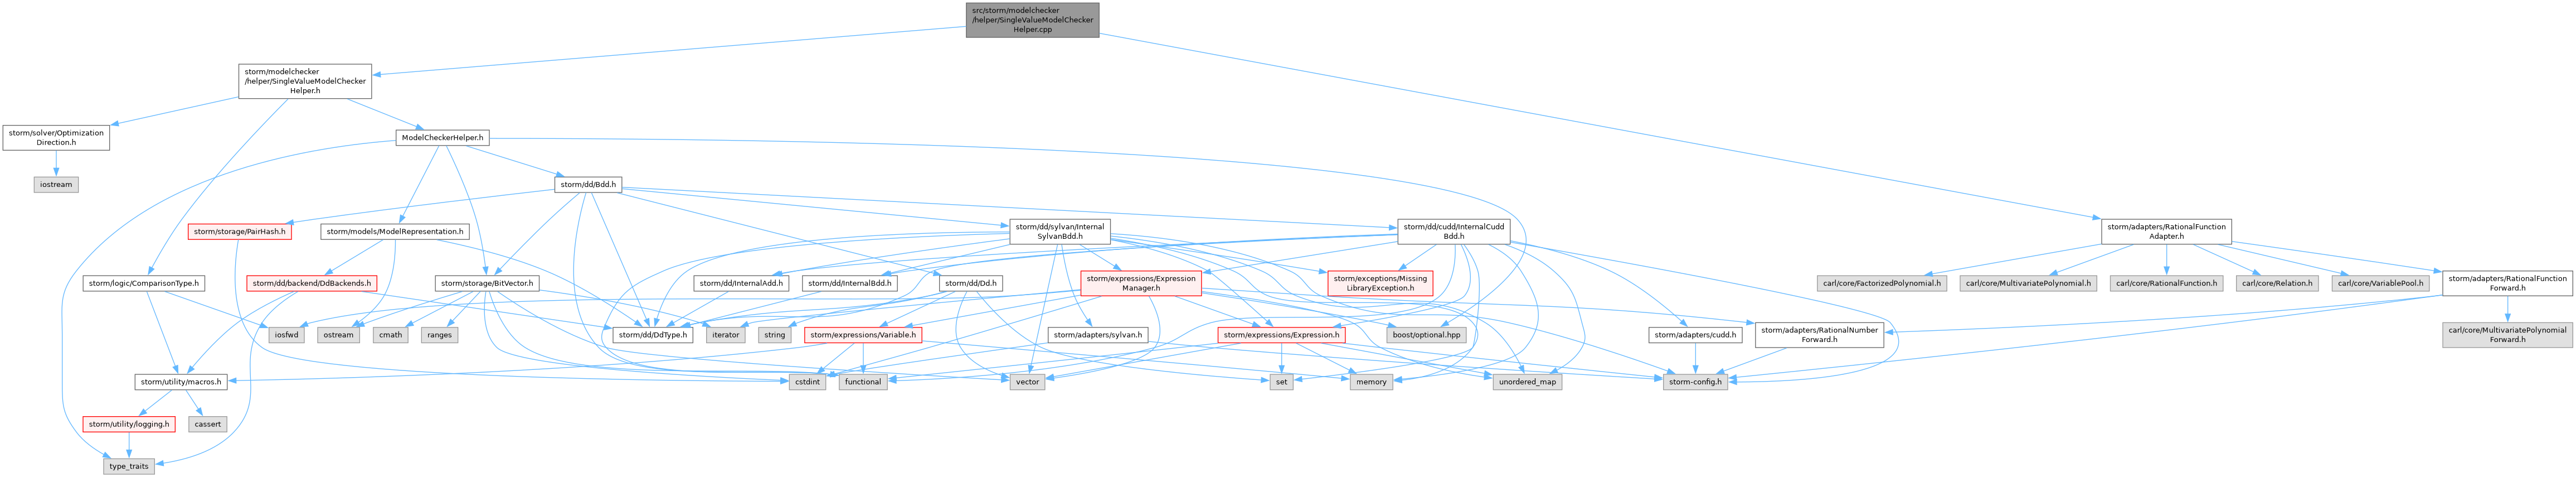 src/storm/modelchecker
/helper/SingleValueModelChecker
Helper.cpp
storm/modelchecker
/helper/SingleValueModelChecker
Helper.h
storm/solver/Optimization
Direction.h
ModelCheckerHelper.h
iostream
storm/dd/Bdd.h
storm/storage/PairHash.h
storm/models/ModelRepresentation.h
storm/dd/sylvan/Internal
SylvanBdd.h
storm/dd/cudd/InternalCudd
Bdd.h
storm/adapters/RationalFunction
Adapter.h
storm/logic/ComparisonType.h
storm/dd/backend/DdBackends.h
storm/storage/BitVector.h
storm/dd/InternalAdd.h
storm/dd/InternalBdd.h
storm/dd/Dd.h
storm/expressions/Expression
Manager.h
storm/exceptions/Missing
LibraryException.h
carl/core/FactorizedPolynomial.h
carl/core/MultivariatePolynomial.h
carl/core/RationalFunction.h
carl/core/Relation.h
carl/core/VariablePool.h
storm/adapters/RationalFunction
Forward.h
iosfwd
ostream
cmath
ranges
storm/dd/DdType.h
iterator
string
storm/expressions/Variable.h
storm/adapters/sylvan.h
storm/expressions/Expression.h
boost/optional.hpp
storm/adapters/cudd.h
storm/adapters/RationalNumber
Forward.h
carl/core/MultivariatePolynomial
Forward.h
storm/utility/macros.h
cstdint
functional
vector
set
memory
unordered_map
storm-config.h
storm/utility/logging.h
cassert
type_traits